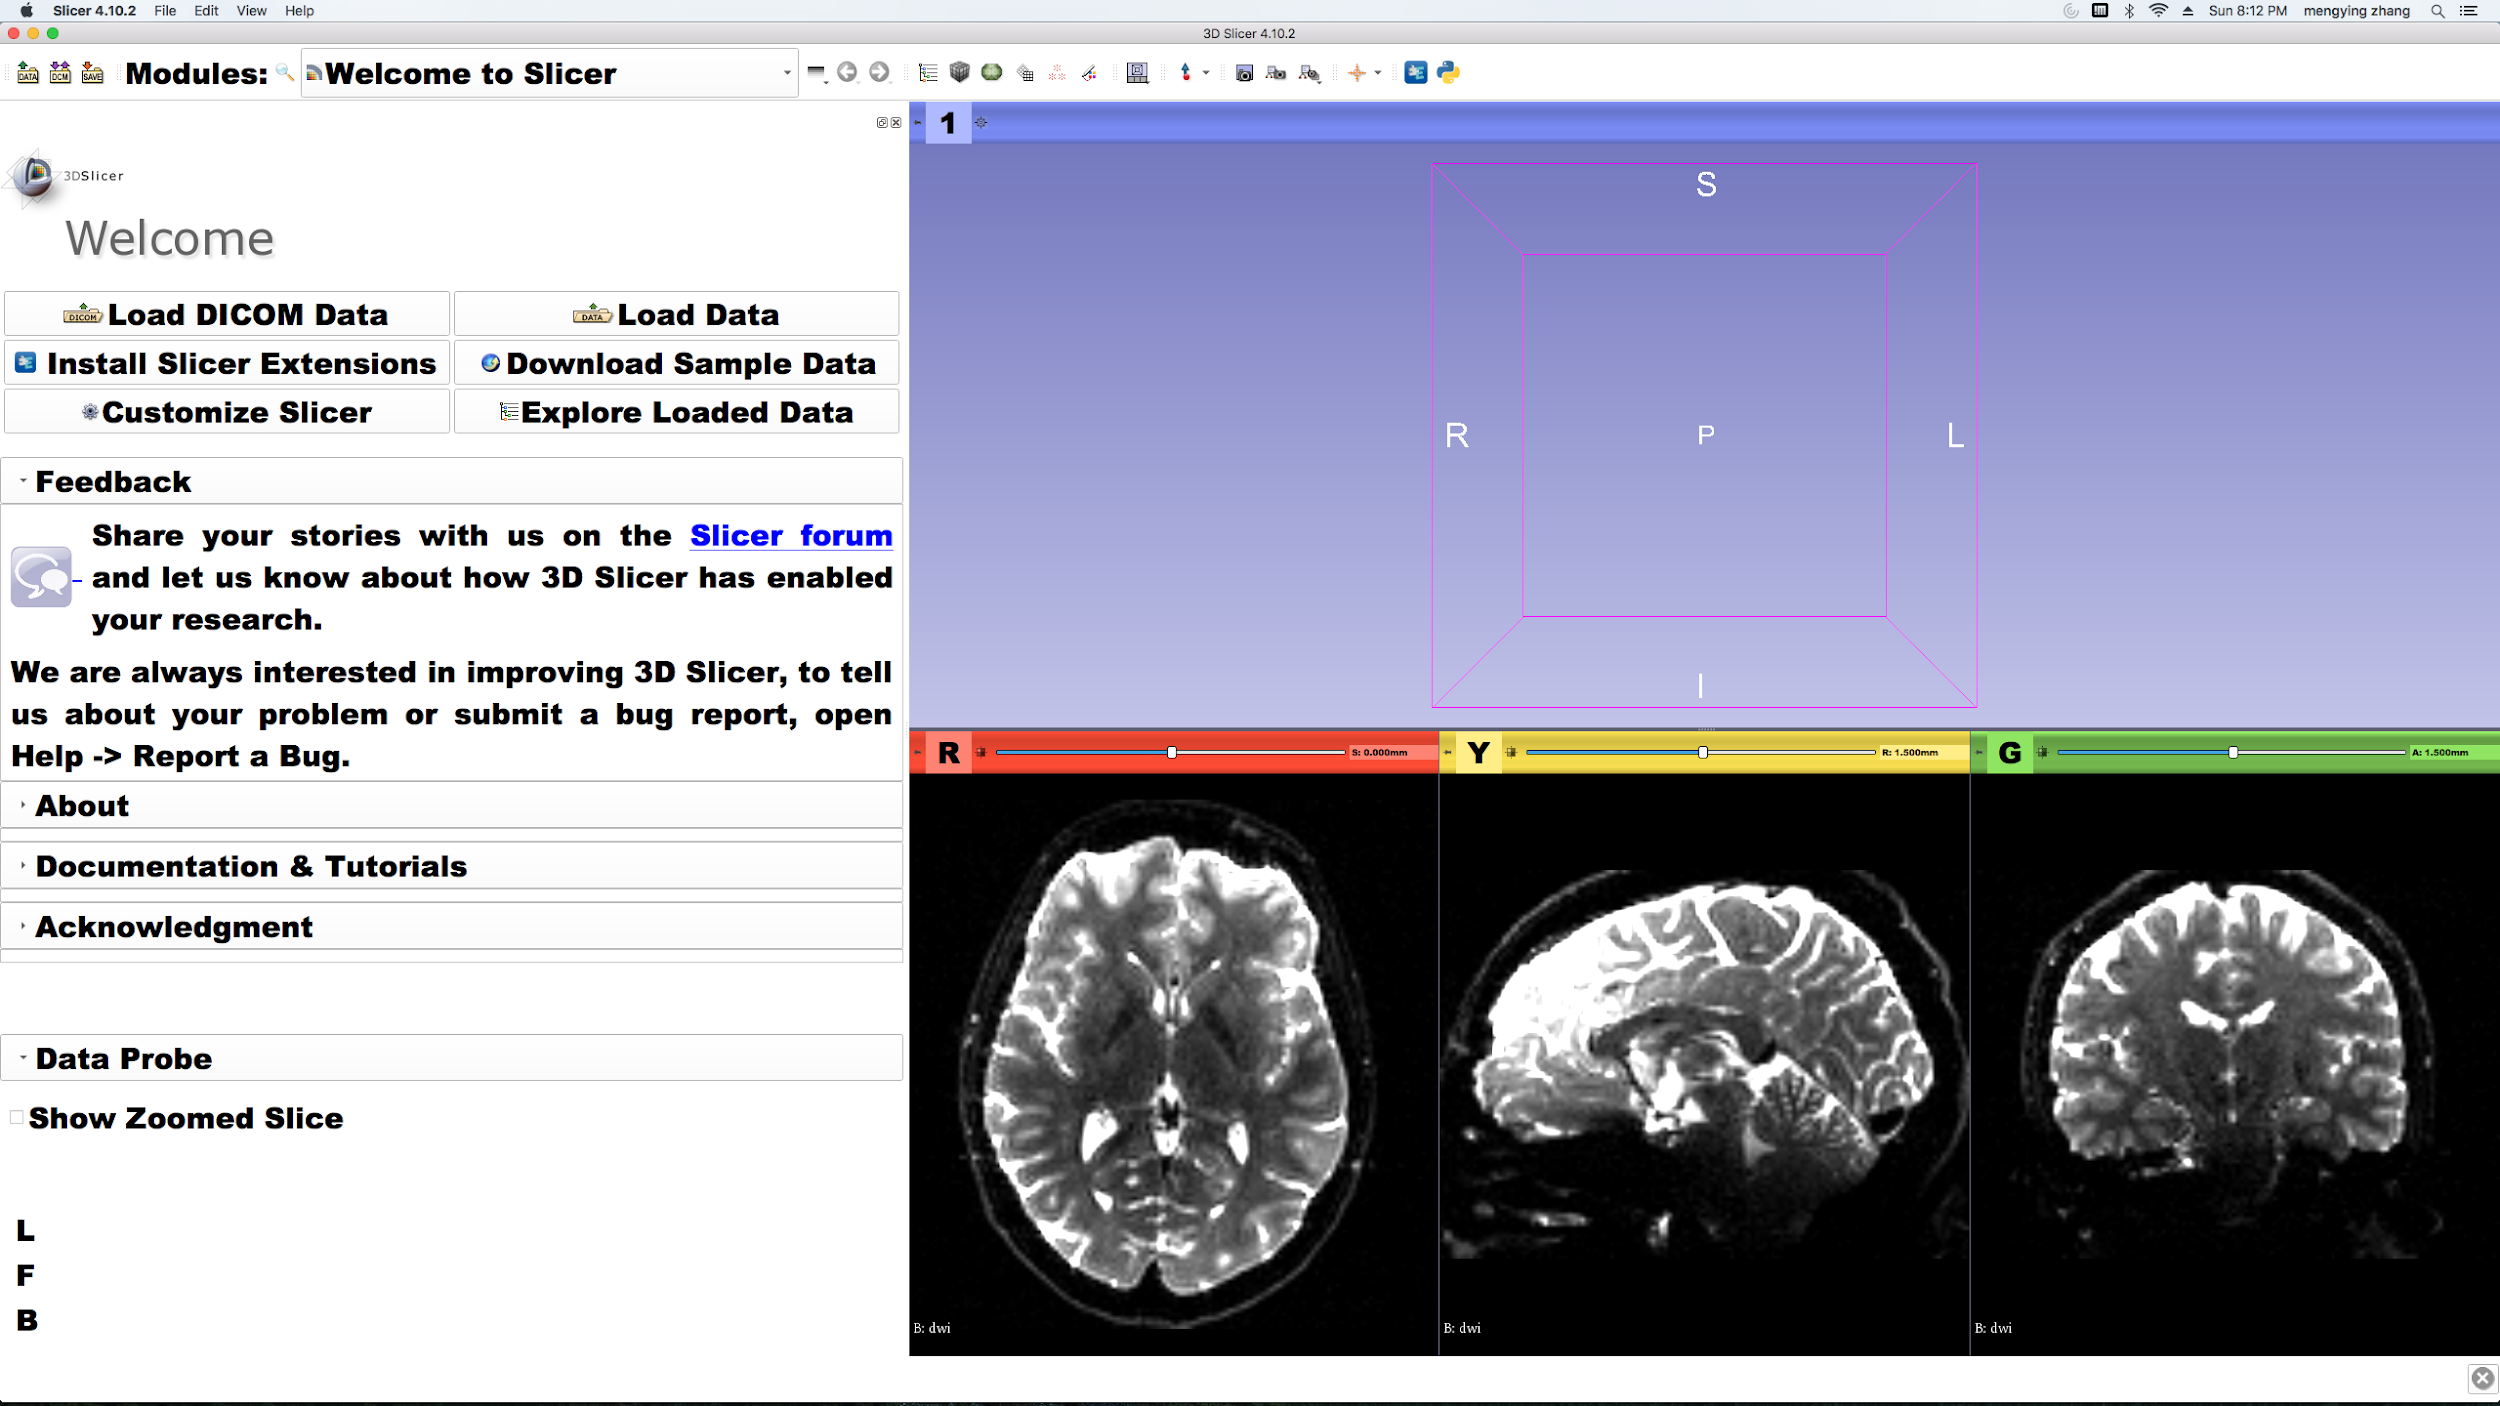 Slicer 4.10.2 File Edit View Help Sun 8:12 PM mengying zhang
3D Slicer 4.10.2
DATA DCM SAVE Modules: Welcome to Slicer
1
3DSlicer
Welcome
DICOM Load DICOM Data DATA Load Data
Install Slicer Extensions Download Sample Data
Customize Slicer Explore Loaded Data
Feedback
Share your stories with us on the Slicer forum
and let us know about how 3D Slicer has enabled
your research.
We are always interested in improving 3D Slicer, to tell
us about your problem or submit a bug report, open
Help -> Report a Bug.
About
Documentation & Tutorials
Acknowledgment
Data Probe
Show Zoomed Slice
L
F
B
S
R P L
I
R S: 0.000mm Y R: 1.500mm G A: 1.500mm
B: dwi B: dwi B: dwi